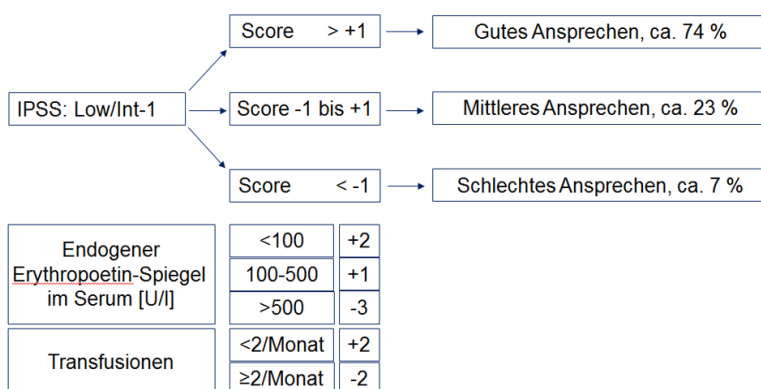 Score > +1
Gutes Ansprechen, ca. 74 %
IPSS: Low/Int-1
Score -1 bis +1
Mittleres Ansprechen, ca. 23 %
Score < -1
Schlechtes Ansprechen, ca. 7 %
Endogener
Erythropoetin-Spiegel
im Serum [U/l]
<100 +2
100-500 +1
>500 -3
Transfusionen
<2/Monat +2
≥2/Monat -2